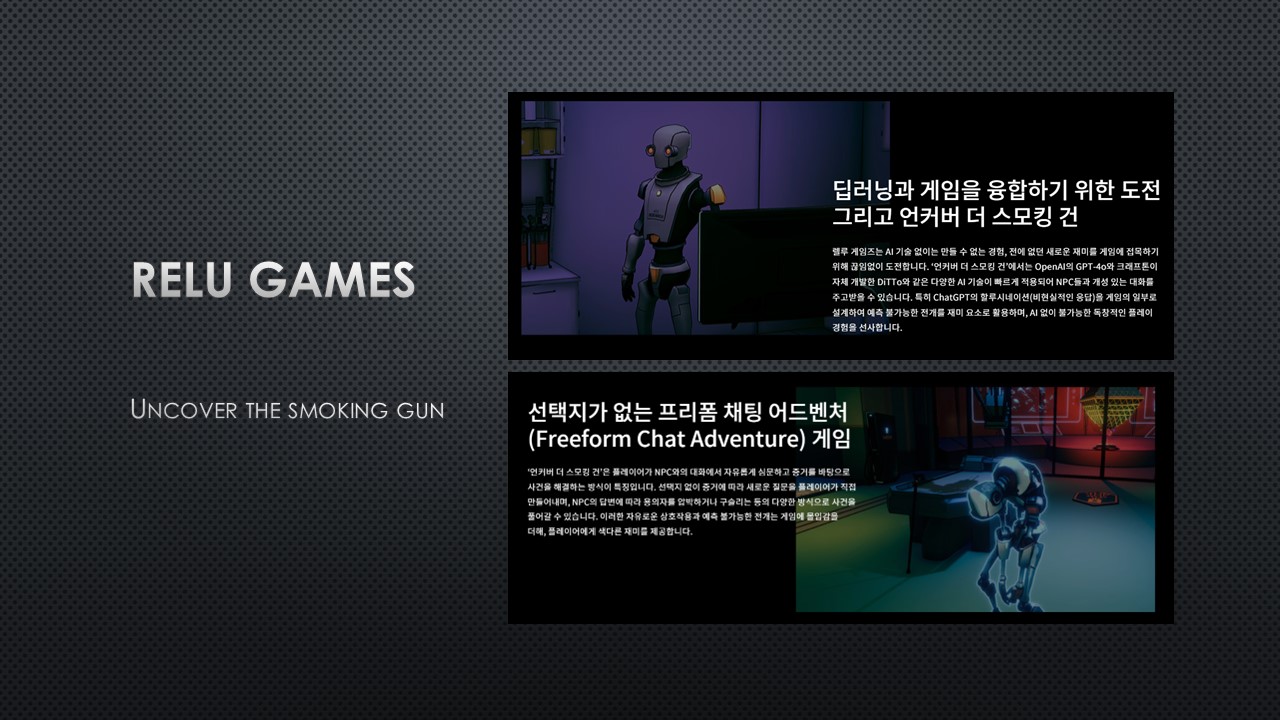 RELU GAMES
UNCOVER THE SMOKING GUN
딥러닝과 게임을 융합하기 위한 도전
그리고 언커버 더 스모킹 건
렐루 게임즈는 AI 기술 없이는 만들 수 없는 경험, 전에 없던 새로운 재미를 게임에 접목하기
위해 끊임없이 도전합니다. ‘언커버 더 스모킹 건’에서는 OpenAI의 GPT-4o와 크래프톤이
자체 개발한 DiTTo와 같은 다양한 AI 기술이 빠르게 적용되어 NPC들과 개성 있는 대화를
주고받을 수 있습니다. 특히 ChatGPT의 할루시네이션(비현실적인 응답)을 게임의 일부로
설계하여 예측 불가능한 전개를 재미 요소로 활용하며, AI 없이 불가능한 독창적인 플레이
경험을 선사합니다.
선택지가 없는 프리폼 채팅 어드벤처
(Freeform Chat Adventure) 게임
‘언커버 더 스모킹 건’은 플레이어가 NPC와의 대화에서 자유롭게 심문하고 증거를 바탕으로
사건을 해결하는 방식이 특징입니다. 선택지 없이 증거에 따라 새로운 질문을 플레이어가 직접
만들어내며, NPC의 답변에 따라 용의자를 압박하거나 구슬리는 등의 다양한 방식으로 사건을
풀어갈 수 있습니다. 이러한 자유로운 상호작용과 예측 불가능한 전개는 게임에 몰입감을
더해, 플레이어에게 색다른 재미를 제공합니다.